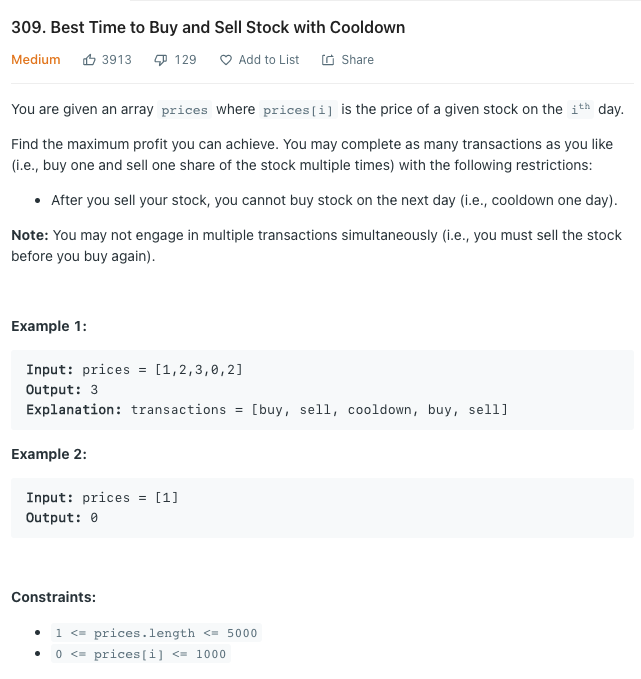 309. Best Time to Buy and Sell Stock with Cooldown
Medium 3913 129 Add to List Share
You are given an array prices where prices[i] is the price of a given stock on the ith day.
Find the maximum profit you can achieve. You may complete as many transactions as you like
(i.e., buy one and sell one share of the stock multiple times) with the following restrictions:
• After you sell your stock, you cannot buy stock on the next day (i.e., cooldown one day).
Note: You may not engage in multiple transactions simultaneously (i.e., you must sell the stock
before you buy again).
Example 1:
Input: prices = [1,2,3,0,2]
Output: 3
Explanation: transactions = [buy, sell, cooldown, buy, sell]
Example 2:
Input: prices = [1]
Output: 0
Constraints:
• 1 <= prices.length <= 5000
• 0 <= prices[i] <= 1000